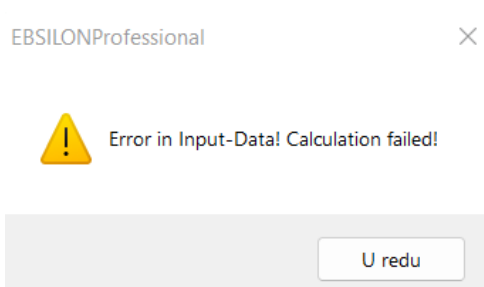 EBSILONProfessional
Error in Input-Data! Calculation failed!
U redu